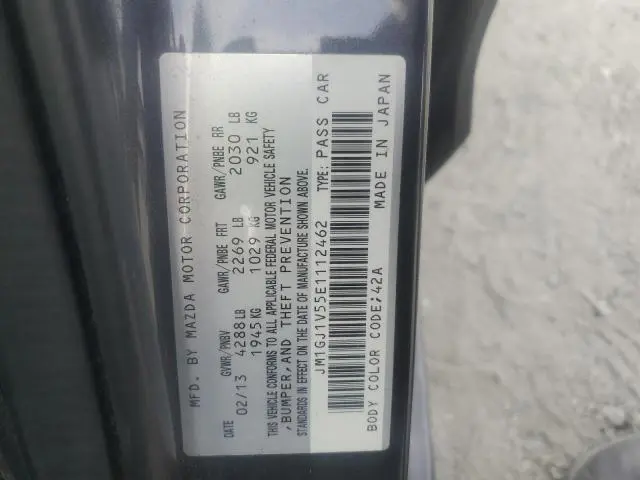 MFD. BY MAZDA MOTOR CORPORATION
DATE GVWR/PNBV GAWR/PNBE FRT GAWR/PNBE RR
02/13 4288 LB 2269 LB 2030 LB
1945 KG 1029 KG 921 KG
THIS VEHICLE CONFORMS TO ALL APPLICABLE FEDERAL MOTOR VEHICLE SAFETY
,BUMPER,AND THEFT PREVENTION
STANDARDS IN EFFECT ON THE DATE OF MANUFACTURE SHOWN ABOVE.
JM1GJ1V55E1112462 TYPE: PASS CAR
BODY COLOR CODE;42A MADE IN JAPAN